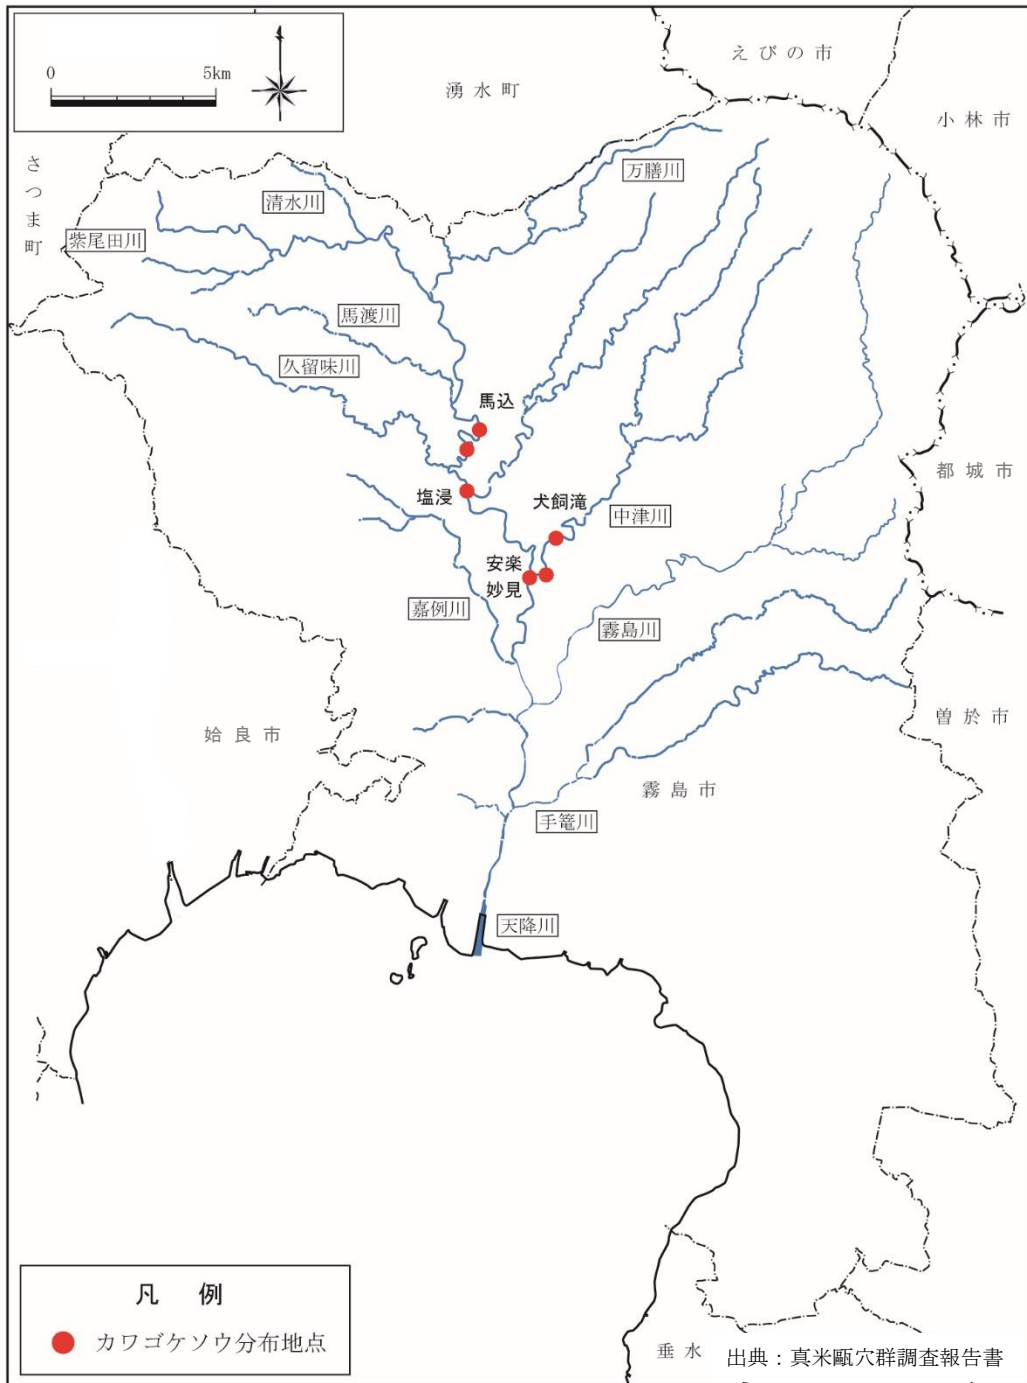 0 5km
えびの市
湧水町
小林市
さつま町
万膳川
清水川
紫尾田川
馬渡川
久留味川
馬込
都城市
塩浸
犬飼滝
中津川
安楽
妙見
嘉例川
霧島川
曽於市
姶良市
霧島市
手篭川
天降川
凡 例
カワゴケソウ分布地点
垂水
出典：真米甌穴群調査報告書